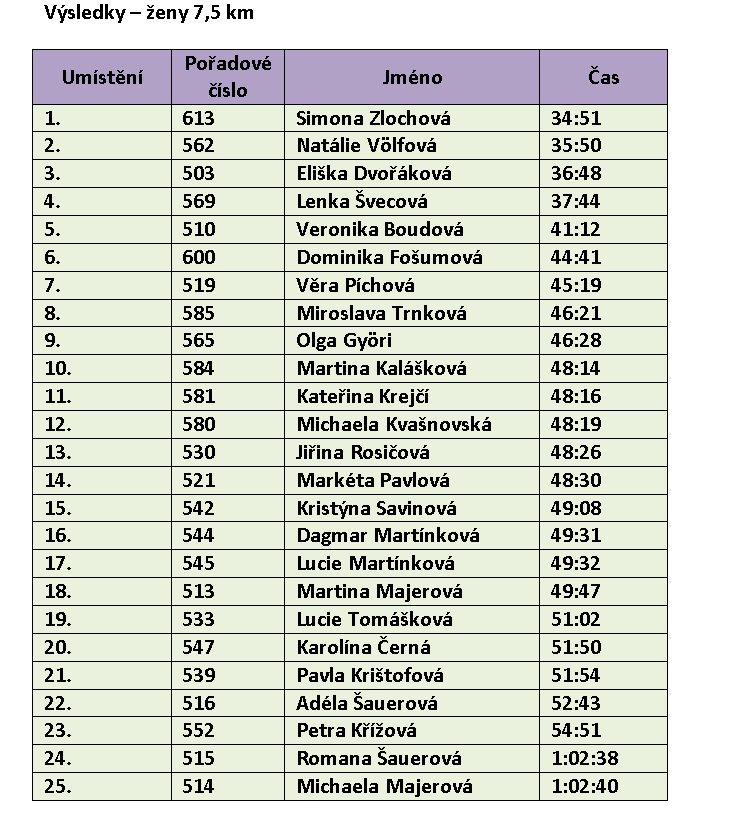 Výsledky – ženy 7,5 km
Umístění Pořadové číslo Jméno Čas
1. 613 Simona Zlochová 34:51
2. 562 Natálie Völfová 35:50
3. 503 Eliška Dvořáková 36:48
4. 569 Lenka Švecová 37:44
5. 510 Veronika Boudová 41:12
6. 600 Dominika Fošumová 44:41
7. 519 Věra Píchová 45:19
8. 585 Miroslava Trnková 46:21
9. 565 Olga Györi 46:28
10. 584 Martina Kalášková 48:14
11. 581 Kateřina Krejčí 48:16
12. 580 Michaela Kvašnovská 48:19
13. 530 Jiřina Rosičová 48:26
14. 521 Markéta Pavlová 48:30
15. 542 Kristýna Savinová 49:08
16. 544 Dagmar Martínková 49:31
17. 545 Lucie Martínková 49:32
18. 513 Martina Majerová 49:47
19. 533 Lucie Tomášková 51:02
20. 547 Karolína Černá 51:50
21. 539 Pavla Krištofová 51:54
22. 516 Adéla Šauerová 52:43
23. 552 Petra Křížová 54:51
24. 515 Romana Šauerová 1:02:38
25. 514 Michaela Majerová 1:02:40